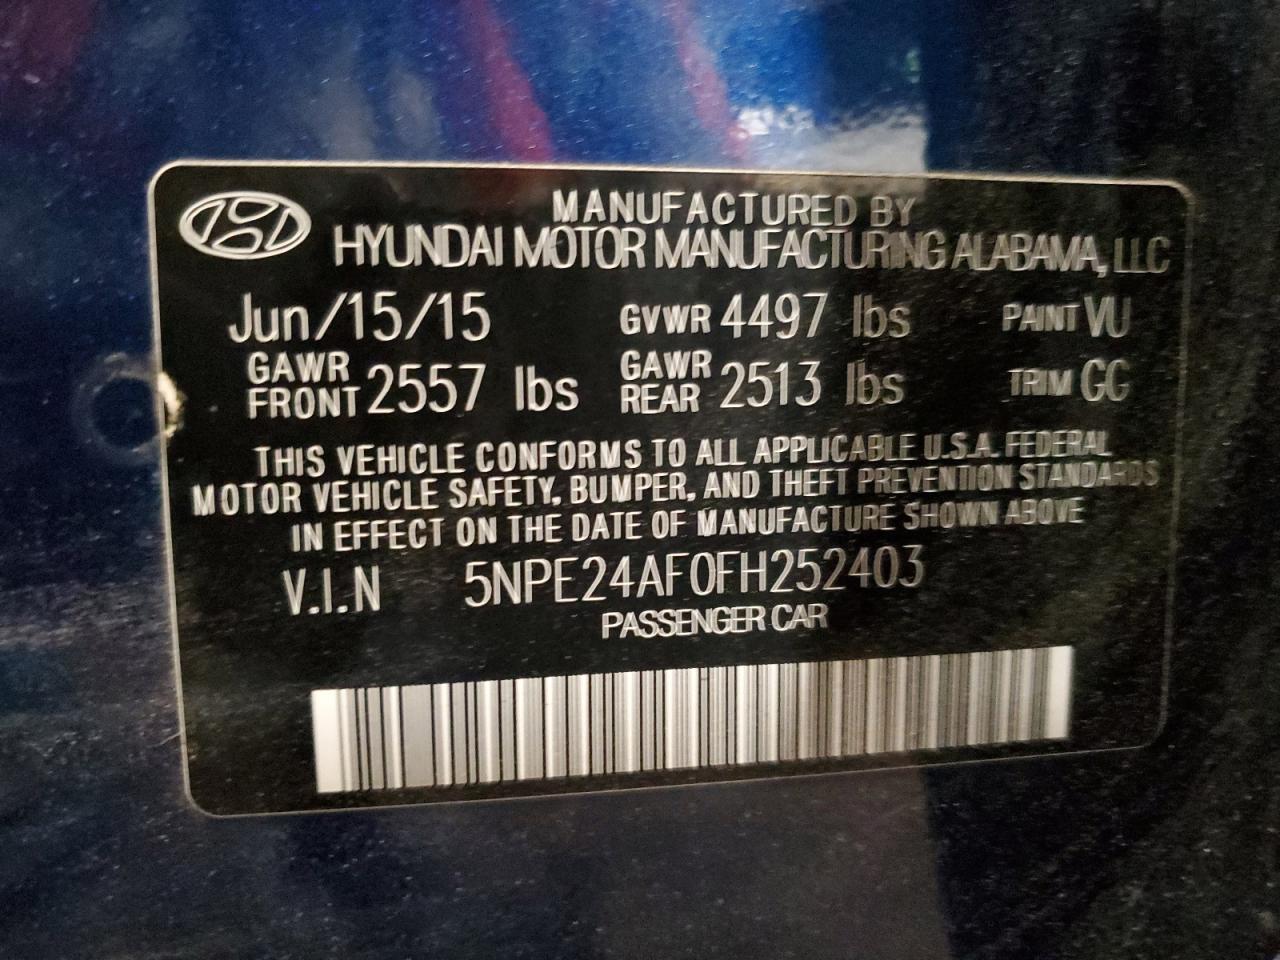 MANUFACTURED BY
HYUNDAI MOTOR MANUFACTURING ALABAMA, LLC
Jun/15/15 GVWR 4497 lbs PAINT VU
GAWR FRONT 2557 lbs GAWR REAR 2513 lbs TRIM GG
THIS VEHICLE CONFORMS TO ALL APPLICABLE U.S.A. FEDERAL
MOTOR VEHICLE SAFETY, BUMPER, AND THEFT PREVENTION STANDARDS
IN EFFECT ON THE DATE OF MANUFACTURE SHOWN ABOVE
V.I.N 5NPE24AF0FH252403
PASSENGER CAR